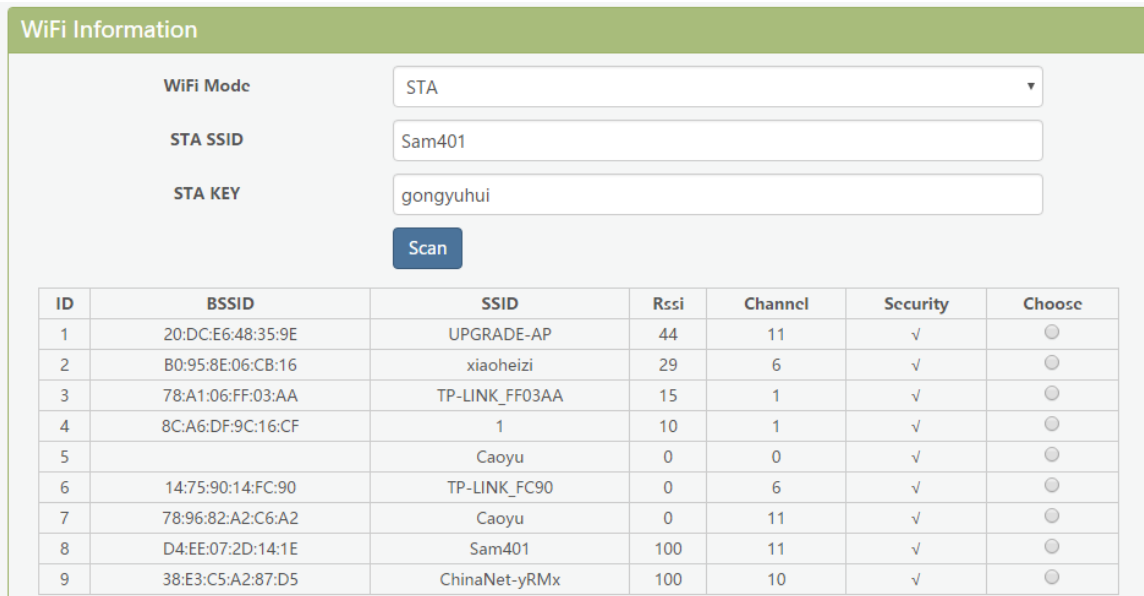 WiFi Information
WiFi Mode STA
STA SSID Sam401
STA KEY gongyuhui
Scan
ID BSSID SSID Rssi Channel Security Choose
1 20:DC:E6:48:35:9E UPGRADE-AP 44 11 √
2 B0:95:8E:06:CB:16 xiaoheizi 29 6 √
3 78:A1:06:FF:03:AA TP-LINK_FF03AA 15 1 √
4 8C:A6:DF:9C:16:CF 1 10 1 √
5 Caoyu 0 0 √
6 14:75:90:14:FC:90 TP-LINK_FC90 0 6 √
7 78:96:82:A2:C6:A2 Caoyu 0 11 √
8 D4:EE:07:2D:14:1E Sam401 100 11 √
9 38:E3:C5:A2:87:D5 ChinaNet-yRMx 100 10 √